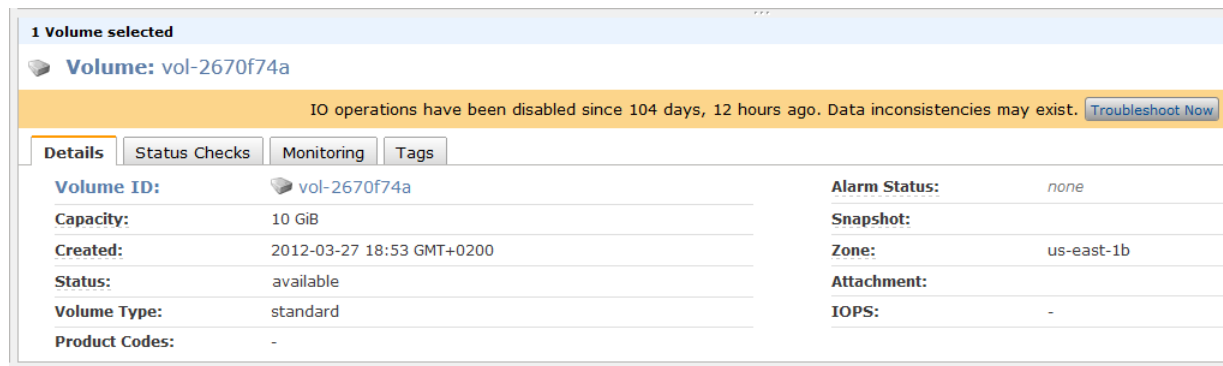 1 Volume selected
Volume: vol-2670f74a
IO operations have been disabled since 104 days, 12 hours ago. Data inconsistencies may exist. Troubleshoot Now
Details Status Checks Monitoring Tags
Volume ID: vol-2670f74a Alarm Status: none
Capacity: 10 GiB Snapshot:
Created: 2012-03-27 18:53 GMT+0200 Zone: us-east-1b
Status: available Attachment:
Volume Type: standard IOPS: -
Product Codes: -